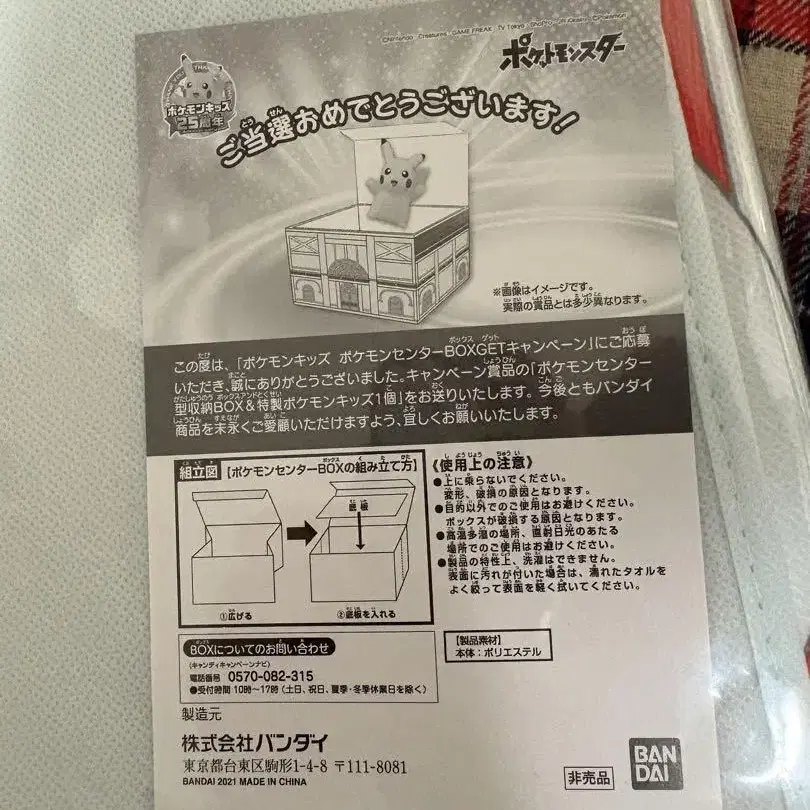 ©Nintendo・Creatures・GAME FREAK・TV Tokyo・ShoPro・JR Kikaku ©Pokémon
ポケットモンスター
ポケモンキッズ
25周年
ご当選おめでとうございます!
※画像はイメージです。
実際の賞品とは多少異なります。
この度は、「ポケモンキッズ ポケモンセンターBOXGETキャンペーン」にご応募
いただき、誠にありがとうございました。キャンペーン賞品の「ポケモンセンター
型収納BOX&特製ポケモンキッズ1個」をお送りいたします。今後ともバンダイ
商品を末永くご愛顧いただけますよう、宜しくお願いいたします。
組立図 [ポケモンセンターBOXの組み立て方]
底板
①広げる
②底板を入れる
《使用上の注意》
●上に乗らないでください。
変形、破損の原因となります。
●目的以外でのご使用はお避けください。
ボックスが破損する原因となります。
●高温多湿の場所、直射日光のあたる
場所でのご使用はお避けください。
●製品の特性上、洗濯はできません。
表面に汚れが付いた場合は、濡れたタオルを
よく絞って表面を軽く拭いてください。
BOXについてのお問い合わせ
(キャンディキャンペーンナビ)
電話番号 0570-082-315
●受付時間 10時〜17時(土日、祝日、夏季・冬季休業日を除く)
【製品素材】
本体:ポリエステル
製造元
株式会社バンダイ
東京都台東区駒形1-4-8 〒111-8081
BANDAI 2021 MADE IN CHINA
非売品
BAN
DAI